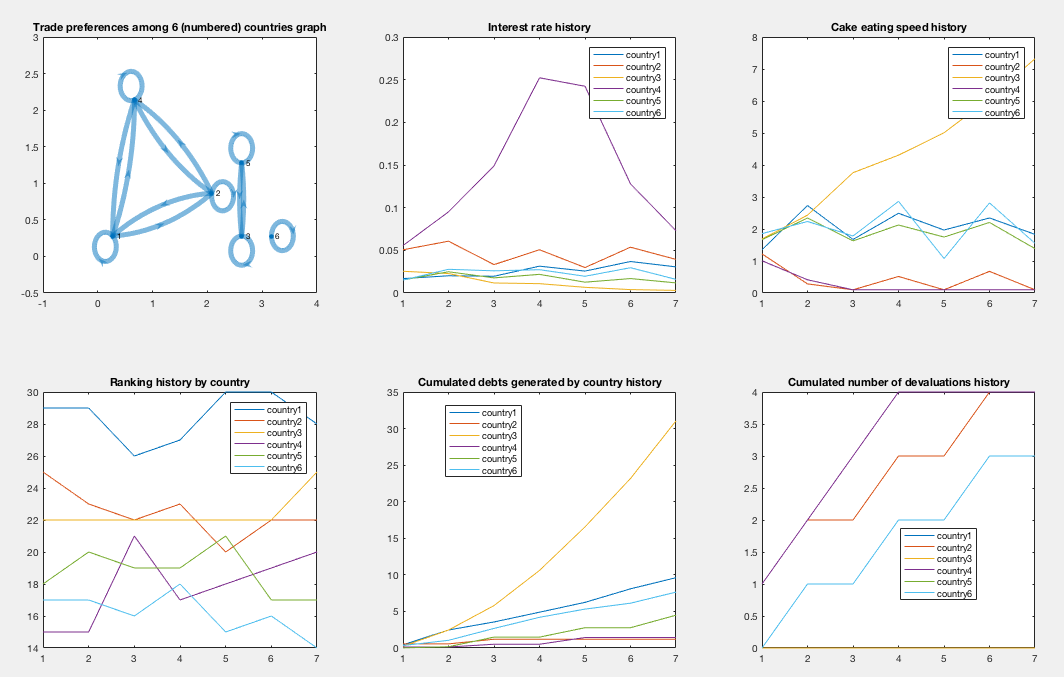 Trade preferences among 6 (numbered) countries graph
3
2.5
2
1.5
1
0.5
0
-0.5
-1
0
1
2
3
4
4
5
2
1
3
6
Interest rate history
0.3
0.25
0.2
0.15
0.1
0.05
0
1
2
3
4
5
6
7
country1
country2
country3
country4
country5
country6
Cake eating speed history
8
7
6
5
4
3
2
1
0
1
2
3
4
5
6
7
country1
country2
country3
country4
country5
country6
Ranking history by country
30
28
26
24
22
20
18
16
14
1
2
3
4
5
6
7
country1
country2
country3
country4
country5
country6
Cumulated debts generated by country history
35
30
25
20
15
10
5
0
1
2
3
4
5
6
7
country1
country2
country3
country4
country5
country6
Cumulated number of devaluations history
4
3.5
3
2.5
2
1.5
1
0.5
0
1
2
3
4
5
6
7
country1
country2
country3
country4
country5
country6